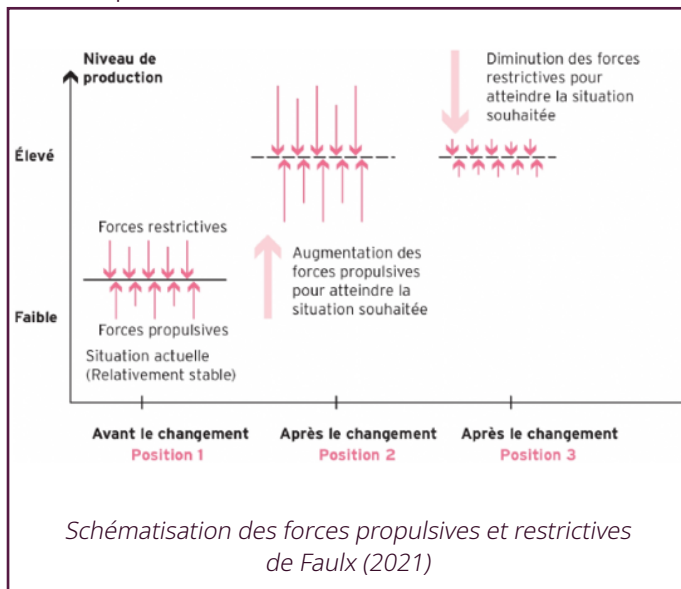 Niveau de
production
Élevé
Faible
Forces restrictives
Forces propulsives
Situation actuelle
(Relativement stable)
Augmentation des
forces propulsives
pour atteindre la
situation souhaitée
Diminution des forces
restrictives pour
atteindre la situation
souhaitée
Avant le changement
Position 1
Après le changement
Position 2
Après le changement
Position 3
Schématisation des forces propulsives et restrictives
de Faulx (2021)